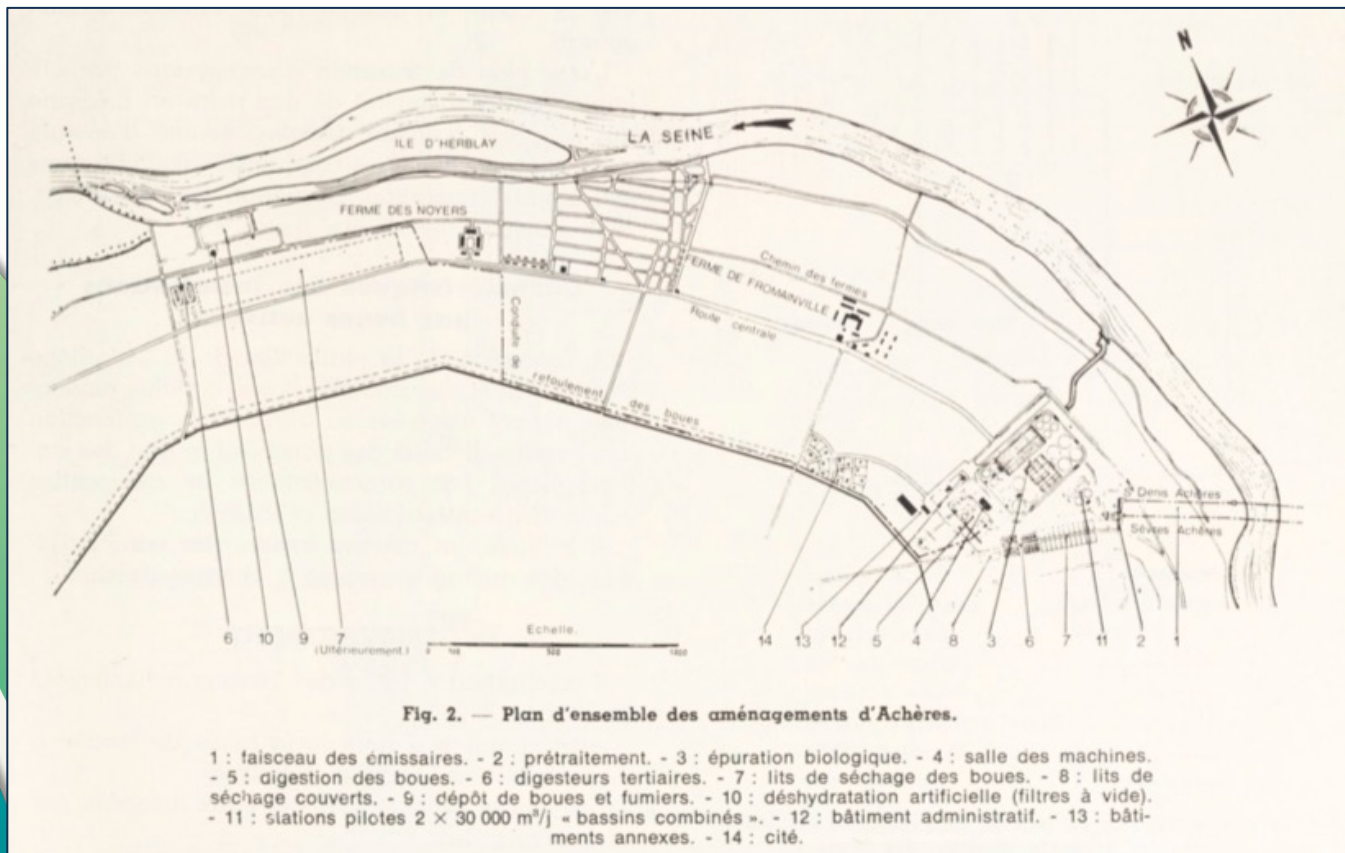 N
LA SEINE
ILE D'HERBLAY
FERME DES NOYERS
Chemin des fermes
FERME DE FROMAINVILLE
Route centrale
Conduite de refoulement des boues
Denis Achères
Sèvres Achères
6 10 9 7 14 13 12 5 4 8 3 6 7 11 2 1
(Ultérieurement.)
Echelle.
0 100 500 1000
Fig. 2. — Plan d'ensemble des aménagements d'Achères.
1 : faisceau des émissaires. - 2 : prétraitement. - 3 : épuration biologique. - 4 : salle des machines.
- 5 : digestion des boues. - 6 : digesteurs tertiaires. - 7 : lits de séchage des boues. - 8 : lits de
séchage couverts. - 9 : dépôt de boues et fumiers. - 10 : déshydratation artificielle (filtres à vide).
- 11 : stations pilotes 2 × 30 000 m³/j « bassins combinés ». - 12 : bâtiment administratif. - 13 : bâti-
ments annexes. - 14 : cité.